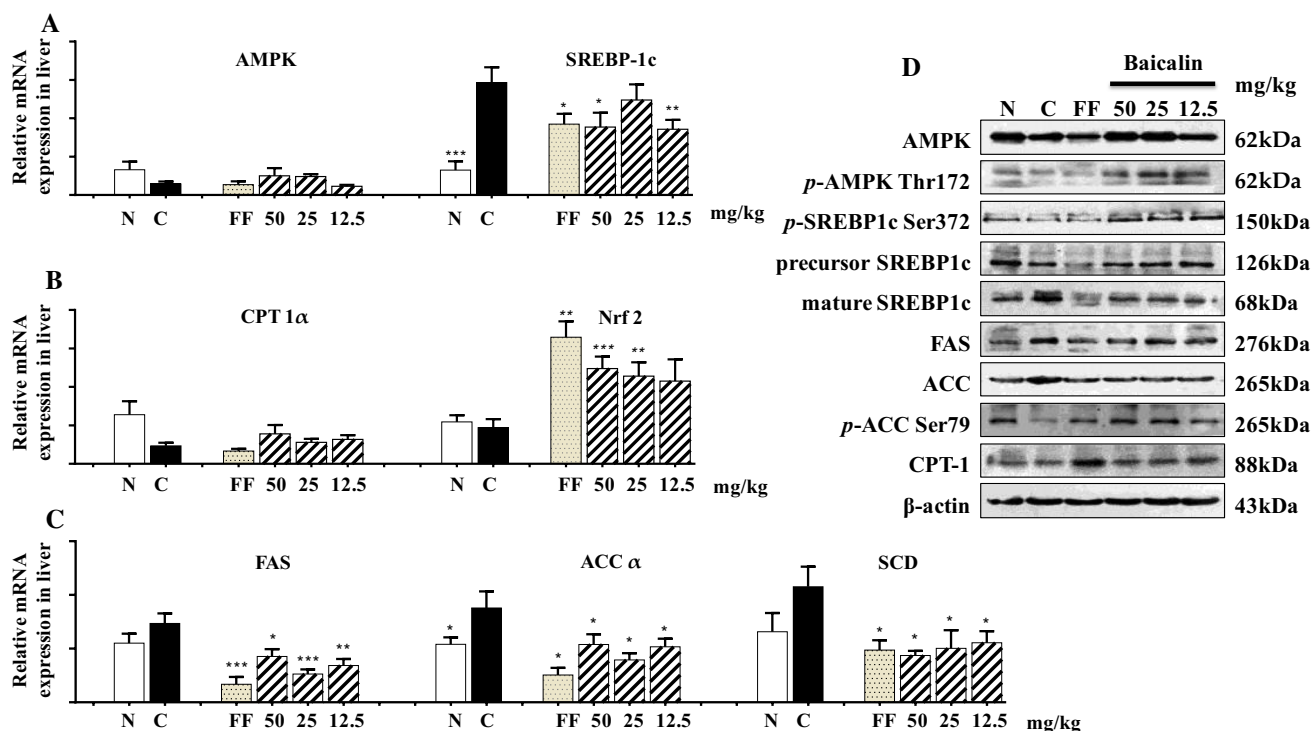 A
Relative mRNA
expression in liver
AMPK
SREBP-1c
***
*
*
**
N C FF 50 25 12.5 N C FF 50 25 12.5 mg/kg
B
Relative mRNA
expression in liver
CPT 1α
Nrf 2
**
***
**
N C FF 50 25 12.5 N C FF 50 25 12.5 mg/kg
C
Relative mRNA
expression in liver
FAS
ACC α
SCD
***
*
***
**
*
*
*
*
*
*
*
*
*
N C FF 50 25 12.5 N C FF 50 25 12.5 N C FF 50 25 12.5 mg/kg
D
Baicalin
mg/kg
N C FF 50 25 12.5
AMPK 62kDa
p-AMPK Thr172 62kDa
p-SREBP1c Ser372 150kDa
precursor SREBP1c 126kDa
mature SREBP1c 68kDa
FAS 276kDa
ACC 265kDa
p-ACC Ser79 265kDa
CPT-1 88kDa
β-actin 43kDa